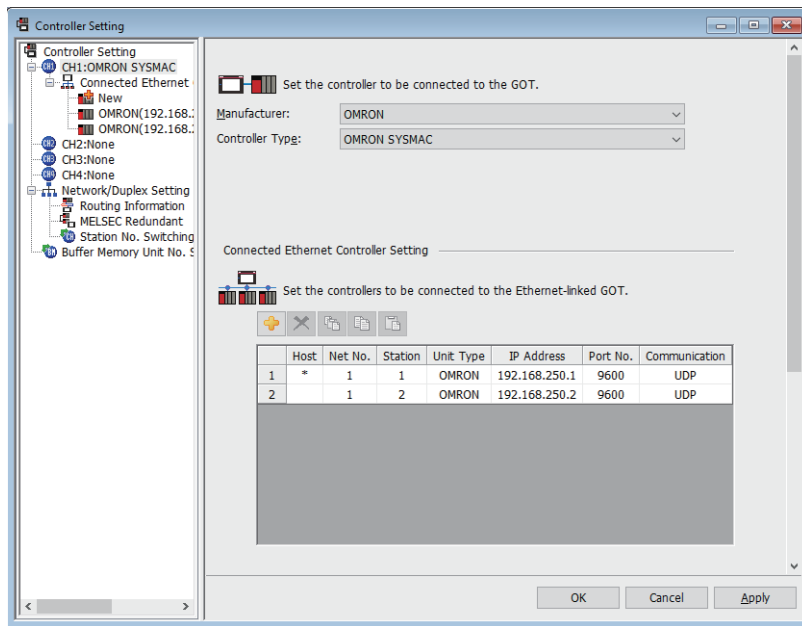 Controller Setting
Controller Setting
CH1:OMRON SYSMAC
Connected Ethernet
New
OMRON(192.168.
OMRON(192.168.
CH2:None
CH3:None
CH4:None
Network/Duplex Setting
Routing Information
MELSEC Redundant
Station No. Switching
Buffer Memory Unit No. S
Set the controller to be connected to the GOT.
Manufacturer: OMRON
Controller Type: OMRON SYSMAC
Connected Ethernet Controller Setting
Set the controllers to be connected to the Ethernet-linked GOT.
Host Net No. Station Unit Type IP Address Port No. Communication
1 * 1 1 OMRON 192.168.250.1 9600 UDP
2 1 2 OMRON 192.168.250.2 9600 UDP
OK Cancel Apply